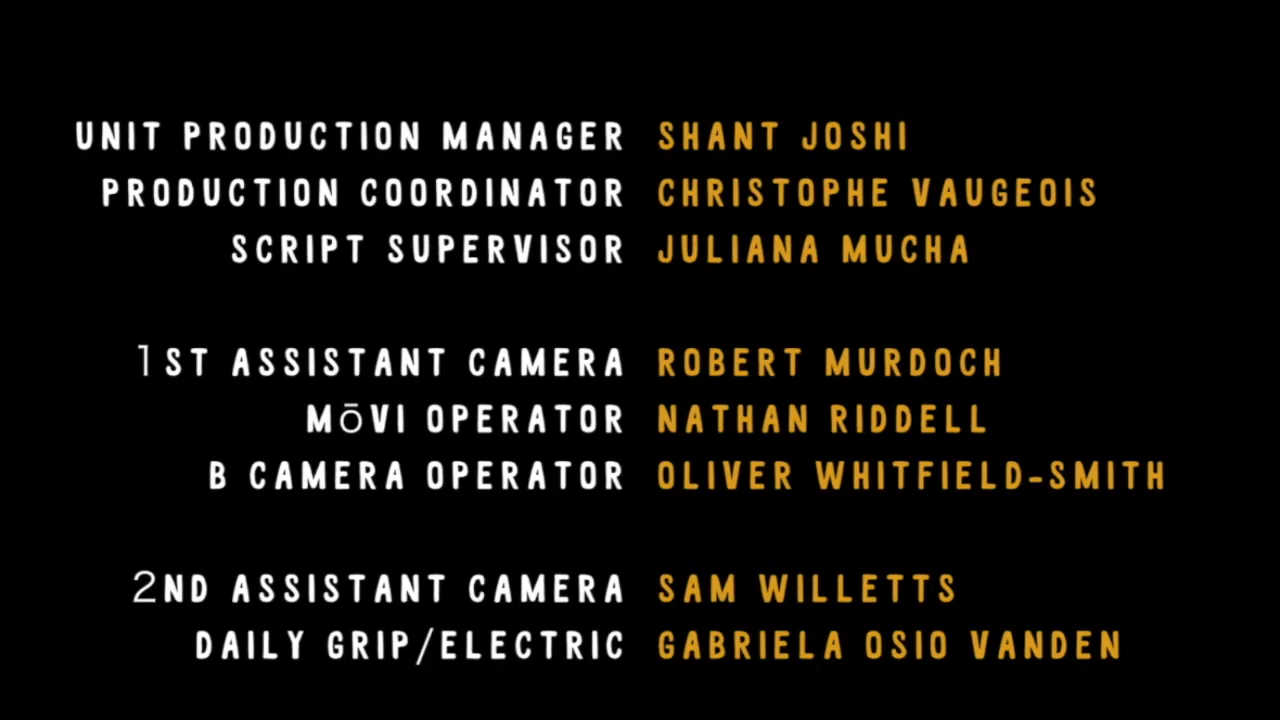 UNIT PRODUCTION MANAGER SHANT JOSHI
PRODUCTION COORDINATOR CHRISTOPHE VAUGEOIS
SCRIPT SUPERVISOR JULIANA MUCHA
1ST ASSISTANT CAMERA ROBERT MURDOCH
MōVI OPERATOR NATHAN RIDDELL
B CAMERA OPERATOR OLIVER WHITFIELD-SMITH
2ND ASSISTANT CAMERA SAM WILLETTS
DAILY GRIP/ELECTRIC GABRIELA OSIO VANDEN